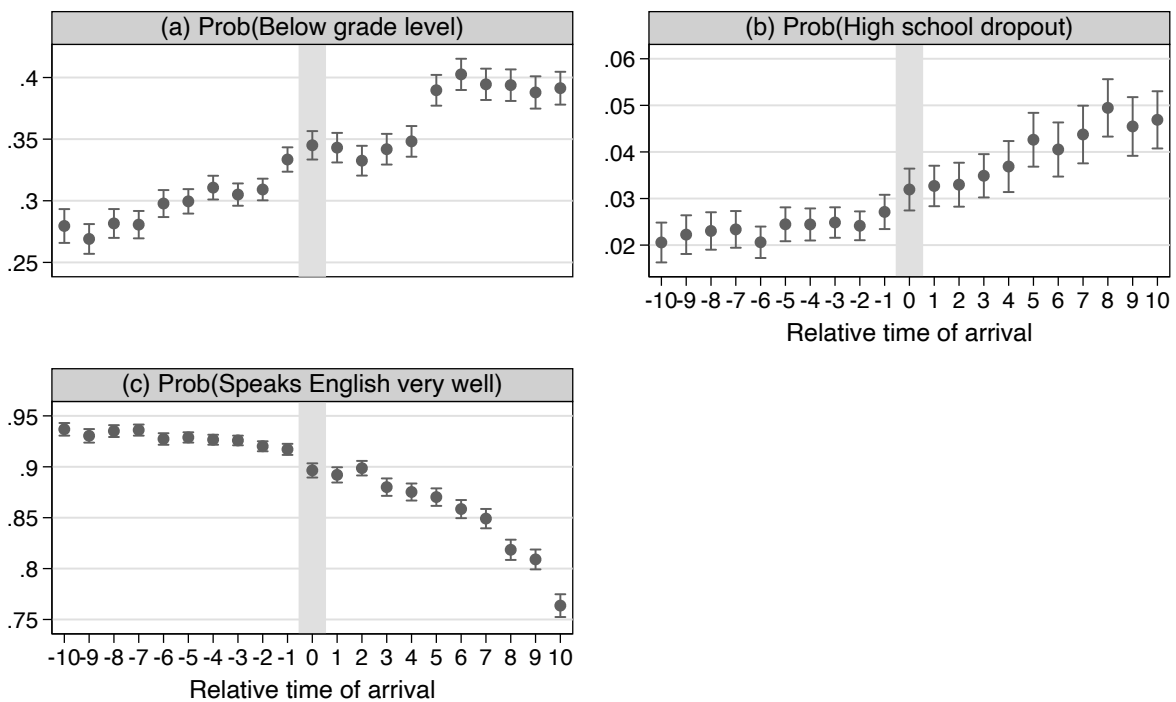 (a) Prob(Below grade level)
.4
.35
.3
.25
(b) Prob(High school dropout)
.06
.05
.04
.03
.02
-10 -9 -8 -7 -6 -5 -4 -3 -2 -1 0 1 2 3 4 5 6 7 8 9 10
Relative time of arrival
(c) Prob(Speaks English very well)
.95
.9
.85
.8
.75
-10 -9 -8 -7 -6 -5 -4 -3 -2 -1 0 1 2 3 4 5 6 7 8 9 10
Relative time of arrival